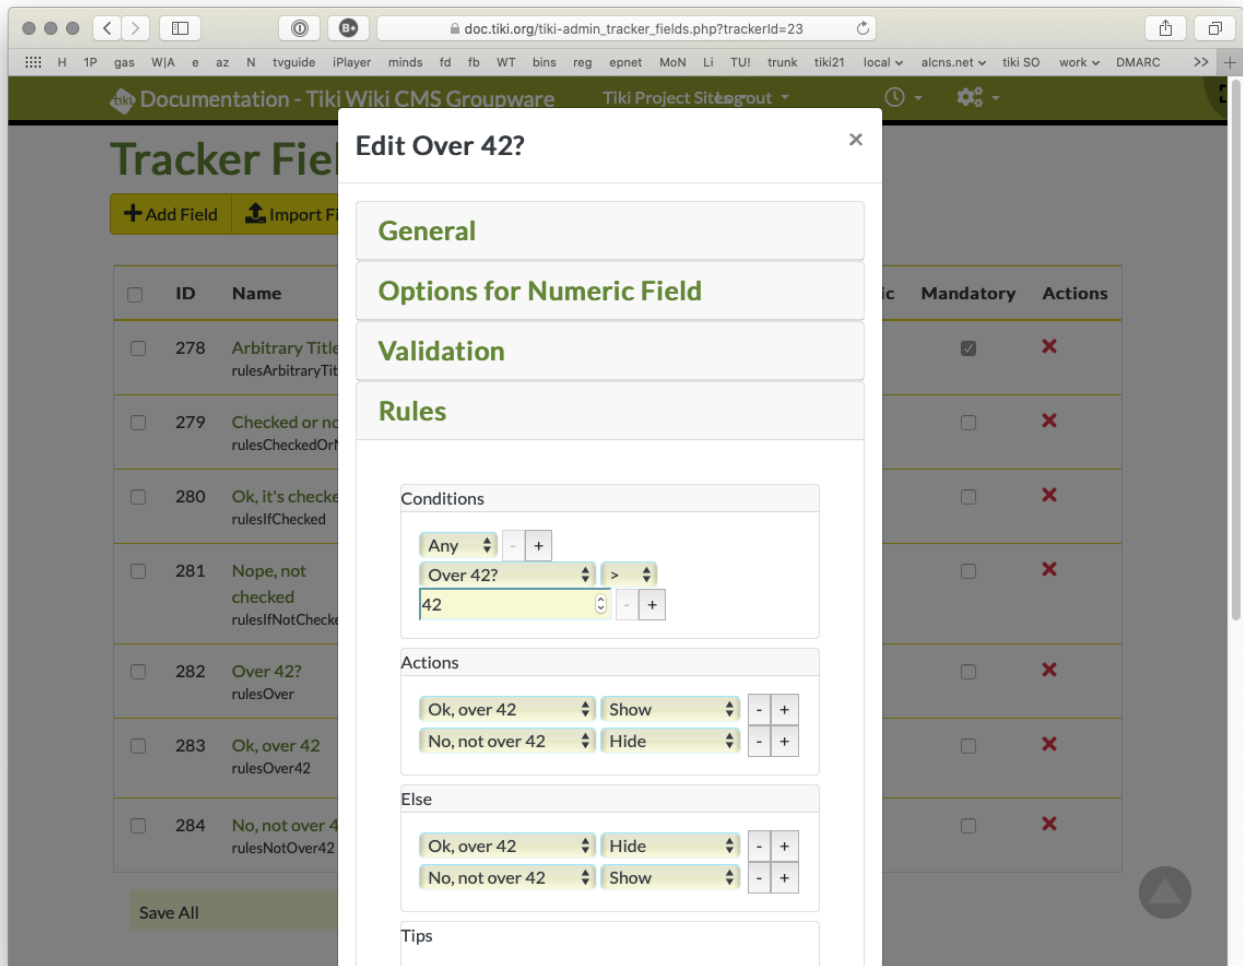 doc.tiki.org/tiki-admin_tracker_fields.php?trackerId=23
H 1P gas W|A e az N tvguide iPlayer minds fd fb WT bins reg epnet MoN Li TU! trunk tiki21 local alcns.net tiki SO work DMARC >> +
tiki Documentation - Tiki Wiki CMS Groupware Tiki Project Sites Logout
Tracker Fiel
+ Add Field Import Fi
Edit Over 42? ×
General
Options for Numeric Field
Validation
Rules
Conditions
Any - +
Over 42? >
42 - +
Actions
Ok, over 42 Show - +
No, not over 42 Hide - +
Else
Ok, over 42 Hide - +
No, not over 42 Show - +
Tips
ID Name ic Mandatory Actions
278 Arbitrary Title
rulesArbitraryTit
279 Checked or no
rulesCheckedOrN
280 Ok, it's checke
rulesIfChecked
281 Nope, not
checked
rulesIfNotChecke
282 Over 42?
rulesOver
283 Ok, over 42
rulesOver42
284 No, not over 4
rulesNotOver42
Save All